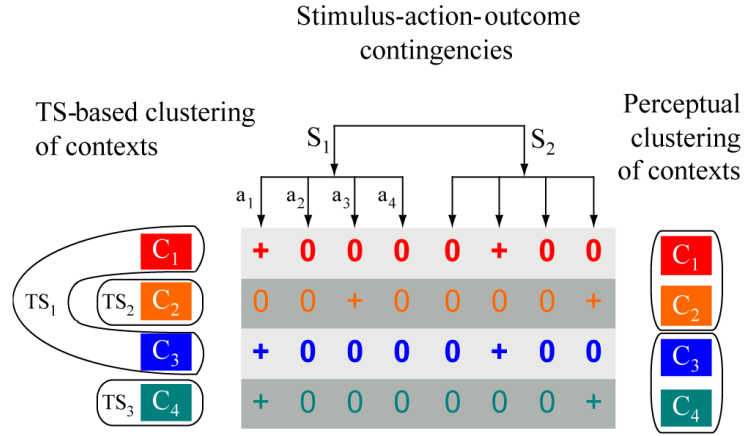 Stimulus-action-outcome
contingencies
TS-based clustering
of contexts
Perceptual
clustering
of contexts
S₁ S₂
a₁ a₂ a₃ a₄
C₁ + 0 0 0 0 + 0 0 C₁
TS₁ TS₂ C₂ 0 0 + 0 0 0 0 + C₂
C₃ + 0 0 0 0 + 0 0 C₃
TS₃ C₄ + 0 0 0 0 0 0 + C₄